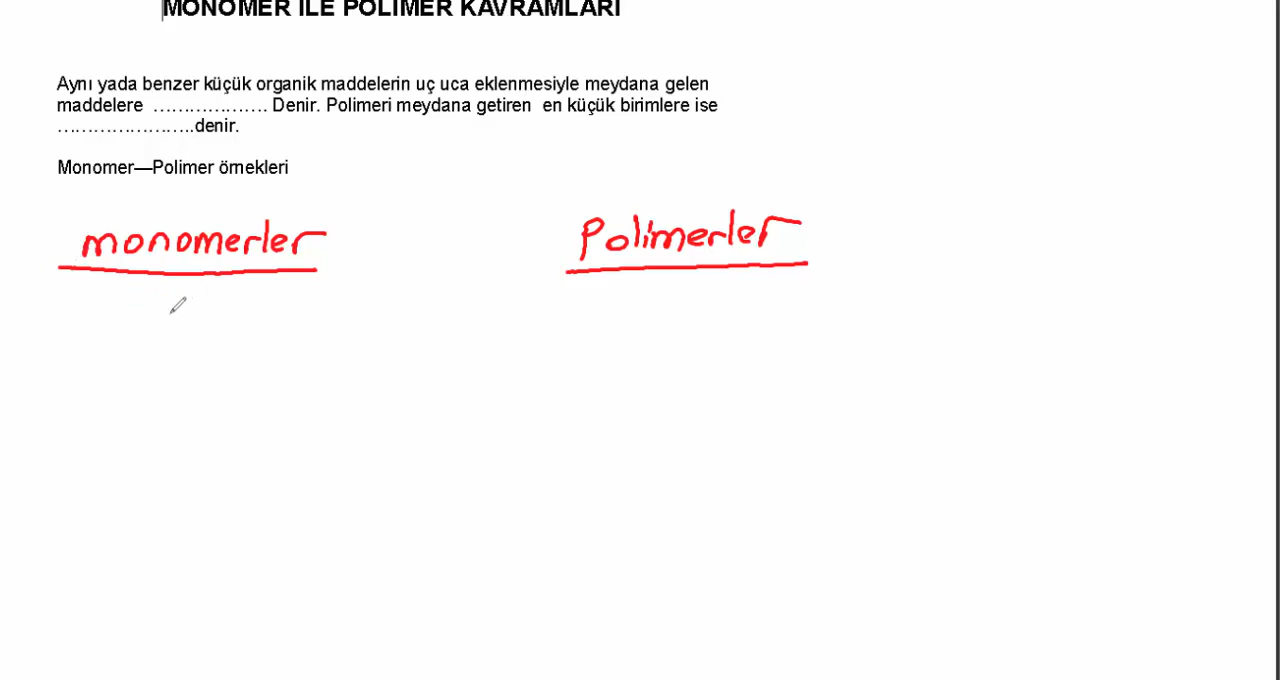 MONOMER İLE POLİMER KAVRAMLARI
Aynı yada benzer küçük organik maddelerin uç uca eklenmesiyle meydana gelen
maddelere ………………. Denir. Polimeri meydana getiren en küçük birimlere ise
…………………..denir.
Monomer—Polimer örnekleri
monomerler
Polimerler